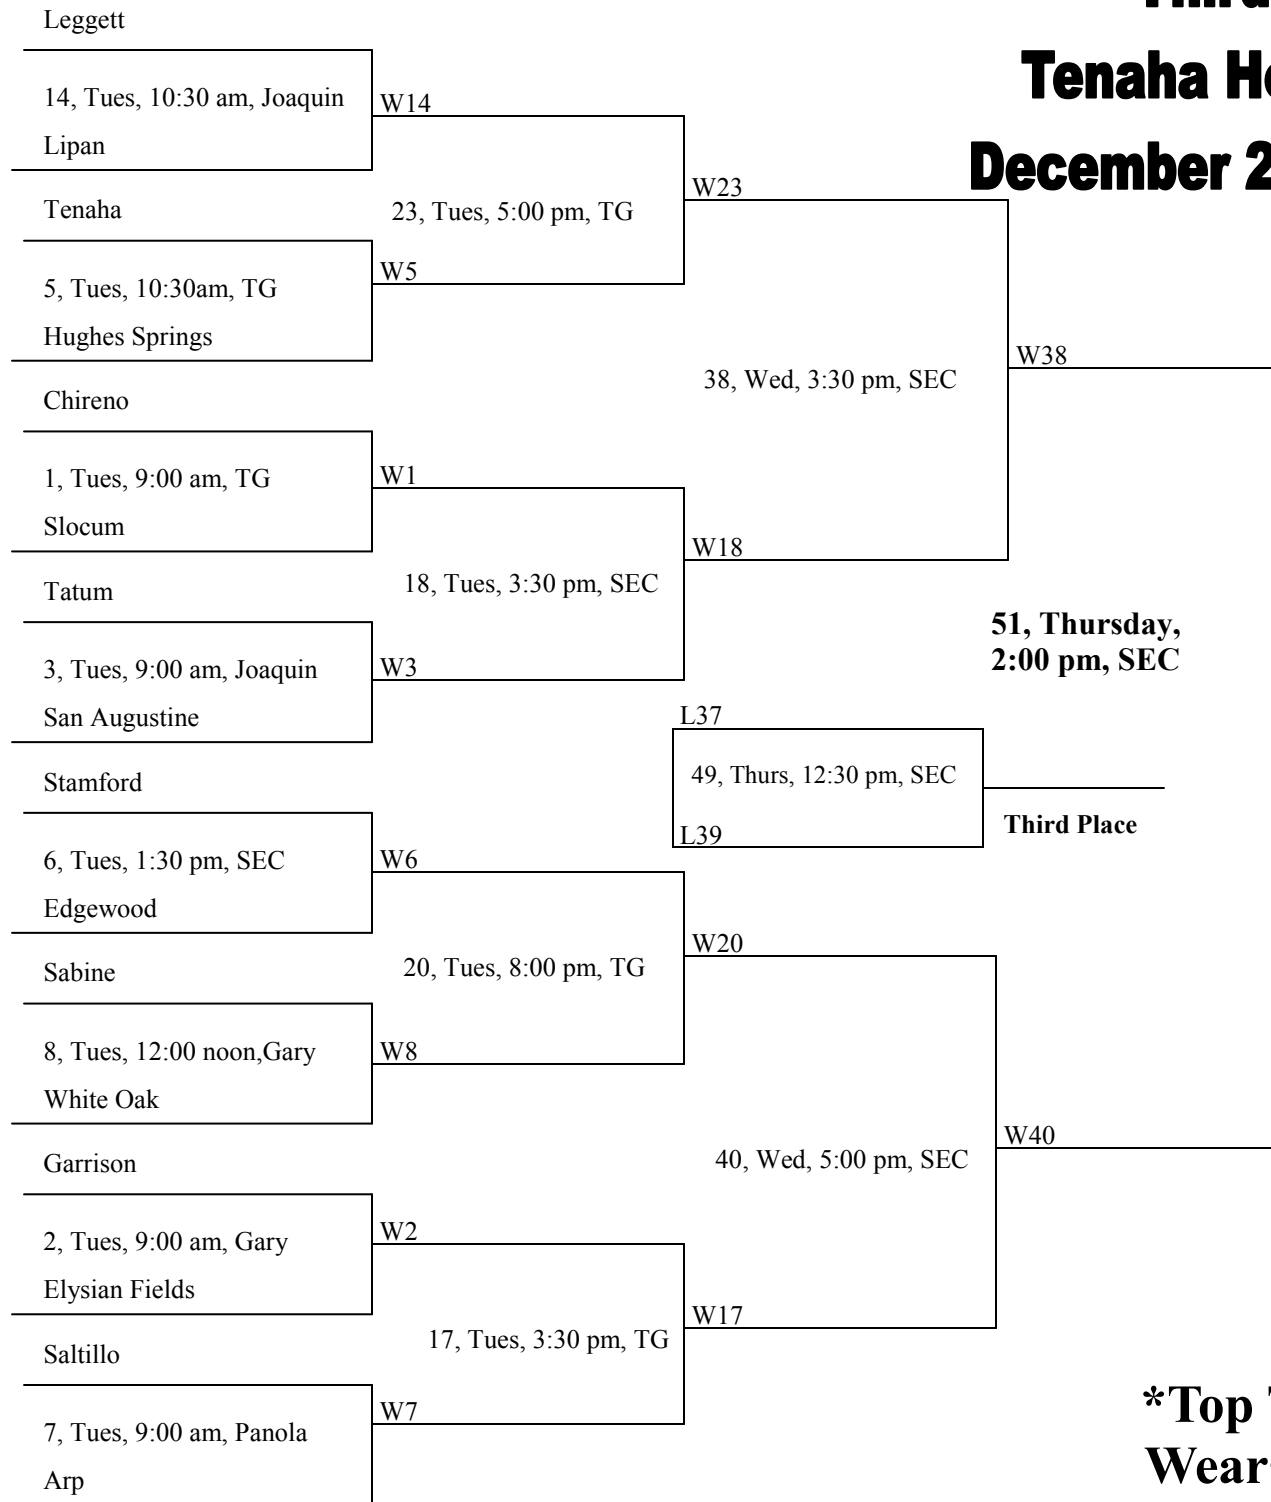 Leggett
Tenaha
14, Tues, 10:30 am, Joaquin
W14
Lipan
December 2
W23
Tenaha
23, Tues, 5:00 pm, TG
W5
5, Tues, 10:30am, TG
Hughes Springs
W38
38, Wed, 3:30 pm, SEC
Chireno
1, Tues, 9:00 am, TG
W1
Slocum
W18
Tatum
18, Tues, 3:30 pm, SEC
51, Thursday,
2:00 pm, SEC
3, Tues, 9:00 am, Joaquin
W3
San Augustine
L37
Stamford
49, Thurs, 12:30 pm, SEC
L39
Third Place
6, Tues, 1:30 pm, SEC
W6
Edgewood
W20
Sabine
20, Tues, 8:00 pm, TG
8, Tues, 12:00 noon,Gary
W8
White Oak
W40
Garrison
40, Wed, 5:00 pm, SEC
2, Tues, 9:00 am, Gary
W2
Elysian Fields
W17
Saltillo
17, Tues, 3:30 pm, TG
W7
7, Tues, 9:00 am, Panola
Arp
*Top
Wear